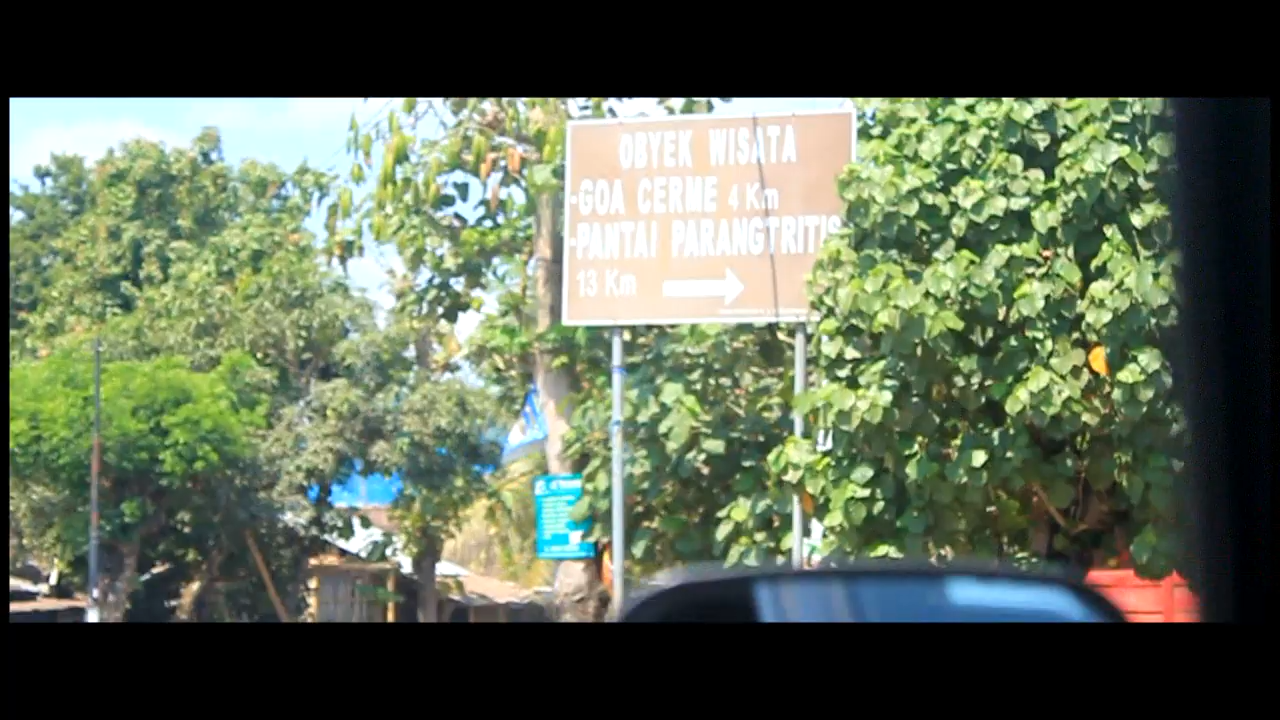 OBYEK WISATA
-GOA CERME 4 Km
-PANTAI PARANGTRITIS
13 Km